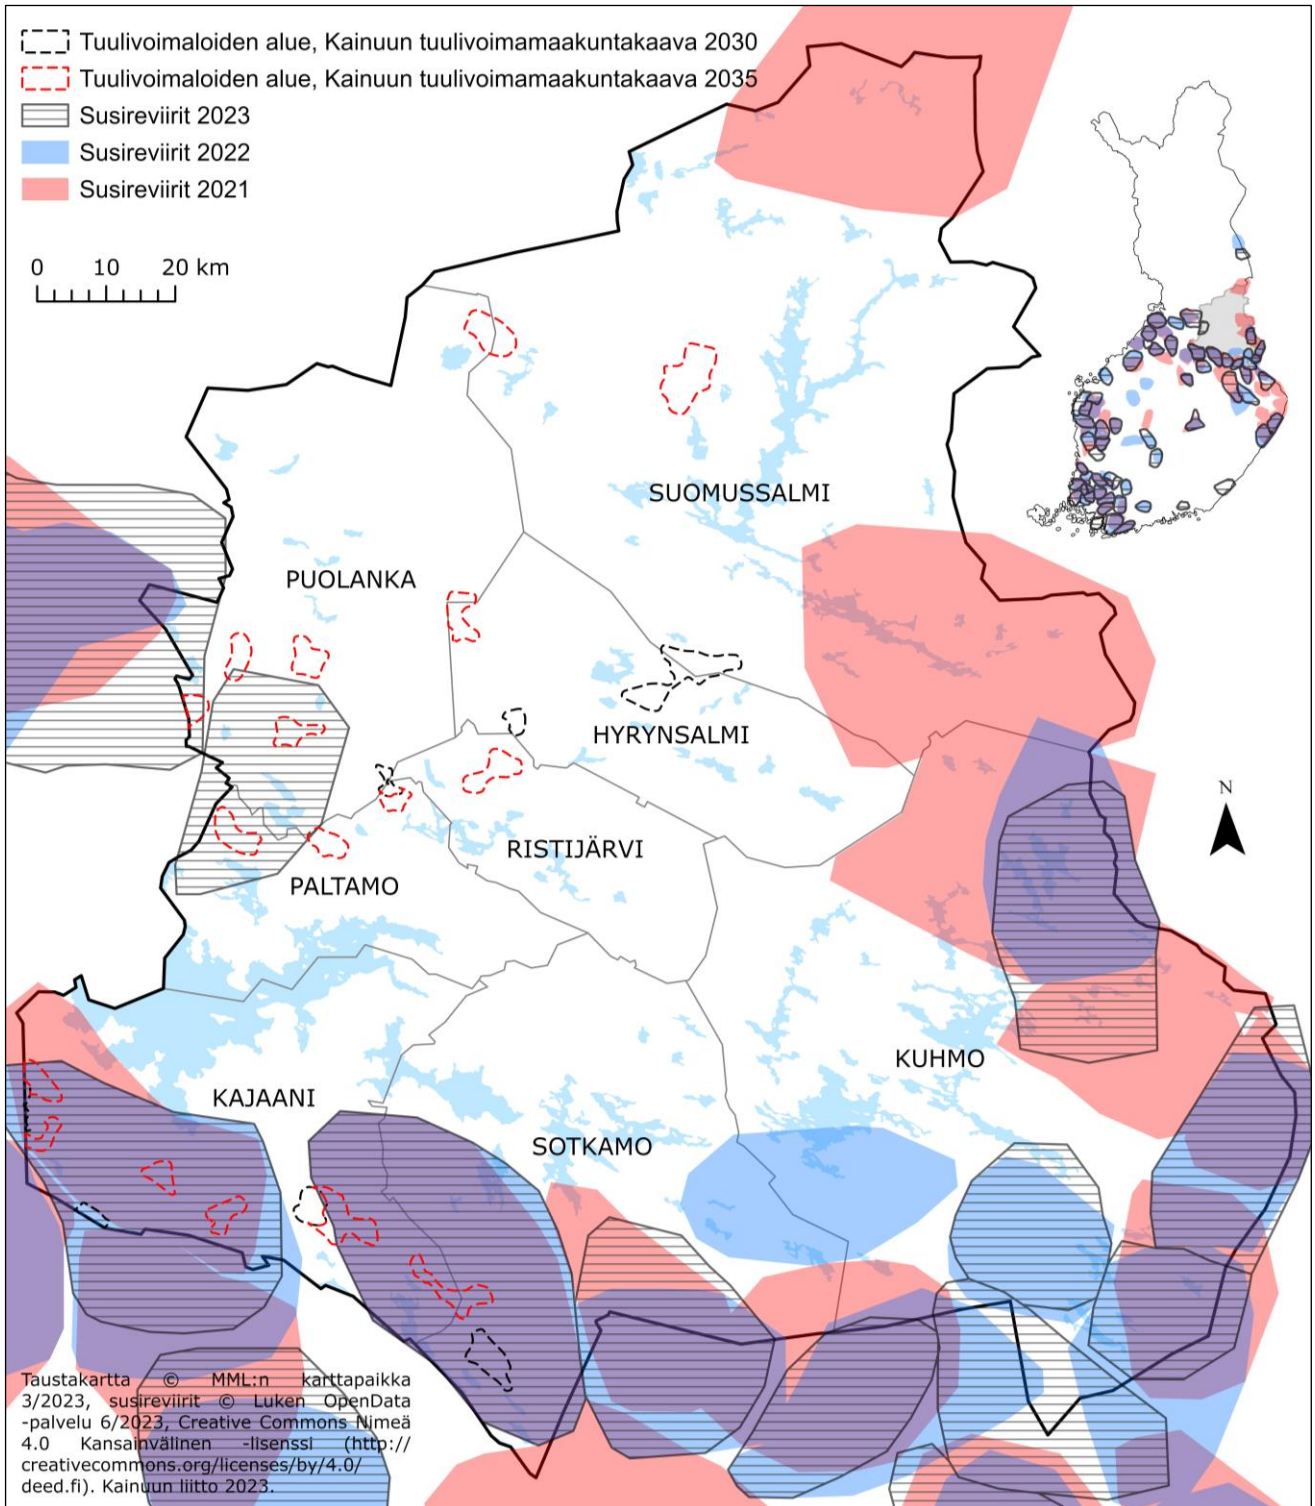 Tuulivoimaloiden alue, Kainuun tuulivoimamaakuntakaava 2030
Tuulivoimaloiden alue, Kainuun tuulivoimamaakuntakaava 2035
Susireviirit 2023
Susireviirit 2022
Susireviirit 2021
0 10 20 km
SUOMUSSALMI
PUOLANKA
HYRYNSALMI
N
RISTIJÄRVI
PALTAMO
KUHMO
KAJAANI
SOTKAMO
Taustakartta © MML:n karttapaikka
3/2023, susireviirit © Luken OpenData
-palvelu 6/2023, Creative Commons Nimeä
4.0 Kansainvälinen -lisenssi (http://
creativecommons.org/licenses/by/4.0/
deed.fi). Kainuun liitto 2023.